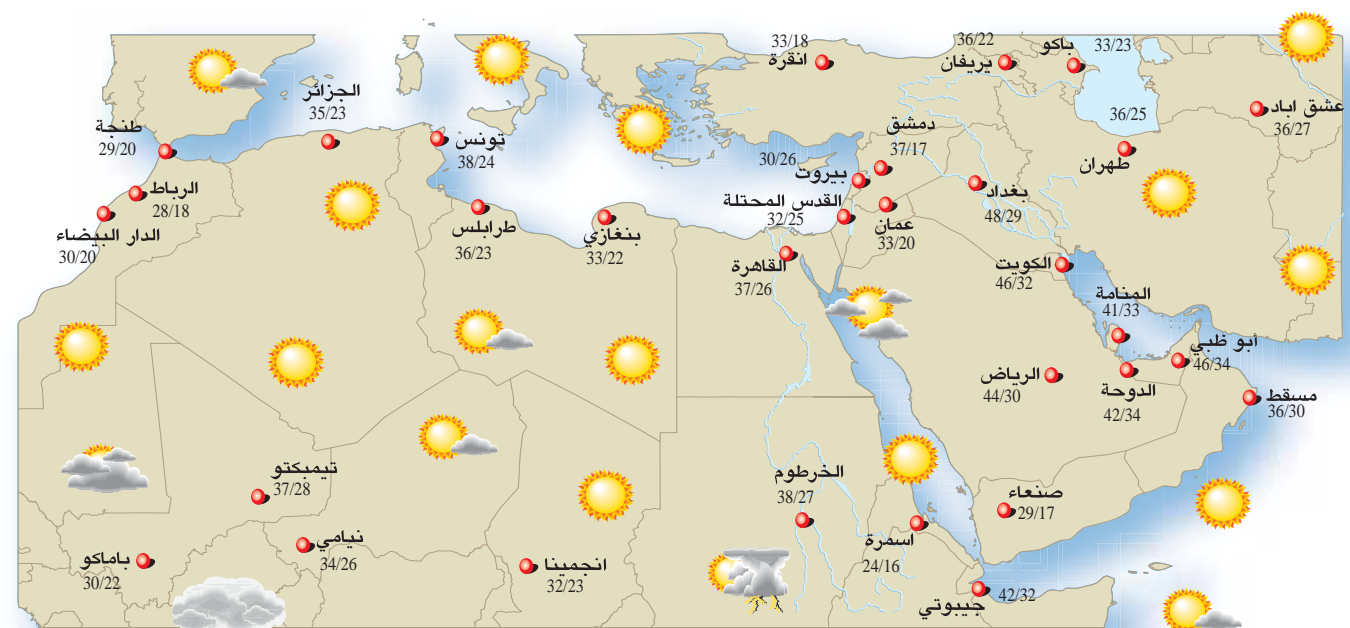 33/18
انقرة
36/22
يريفان
باكو
33/23
عشق اباد
36/27
36/25
طهران
الجزائر
35/23
طنجة
29/20
تونس
38/24
دمشق
37/17
30/26
بيروت
بغداد
48/29
الرباط
28/18
القدس المحتلة
32/25
عمان
33/20
الدار البيضاء
30/20
طرابلس
36/23
بنغازي
33/22
القاهرة
37/26
الكويت
46/32
المنامة
41/33
أبو ظبي
46/34
الرياض
44/30
الدوحة
42/34
مسقط
36/30
تيمبكتو
37/28
الخرطوم
38/27
صنعاء
29/17
نيامي
34/26
اسمرة
24/16
باماكو
30/22
انجمينا
32/23
42/32
جيبوتي